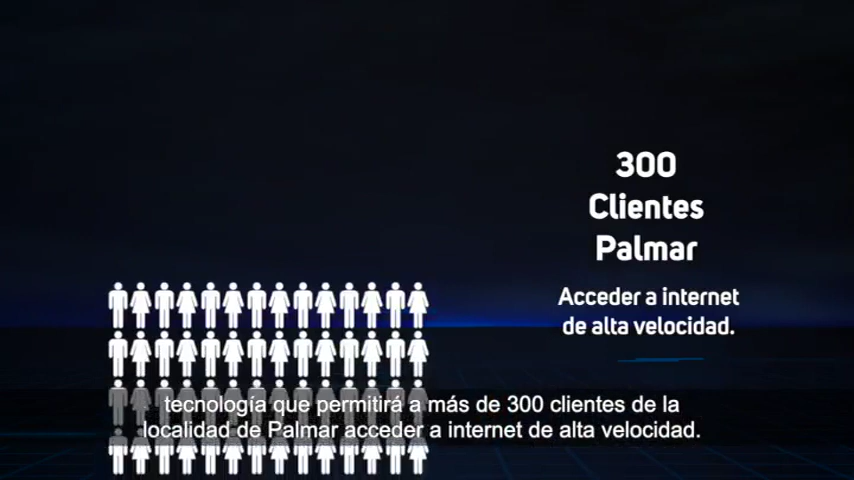 300
Clientes
Palmar
Acceder a internet
de alta velocidad.
tecnología que permitirá a más de 300 clientes de la
localidad de Palmar acceder a internet de alta velocidad.